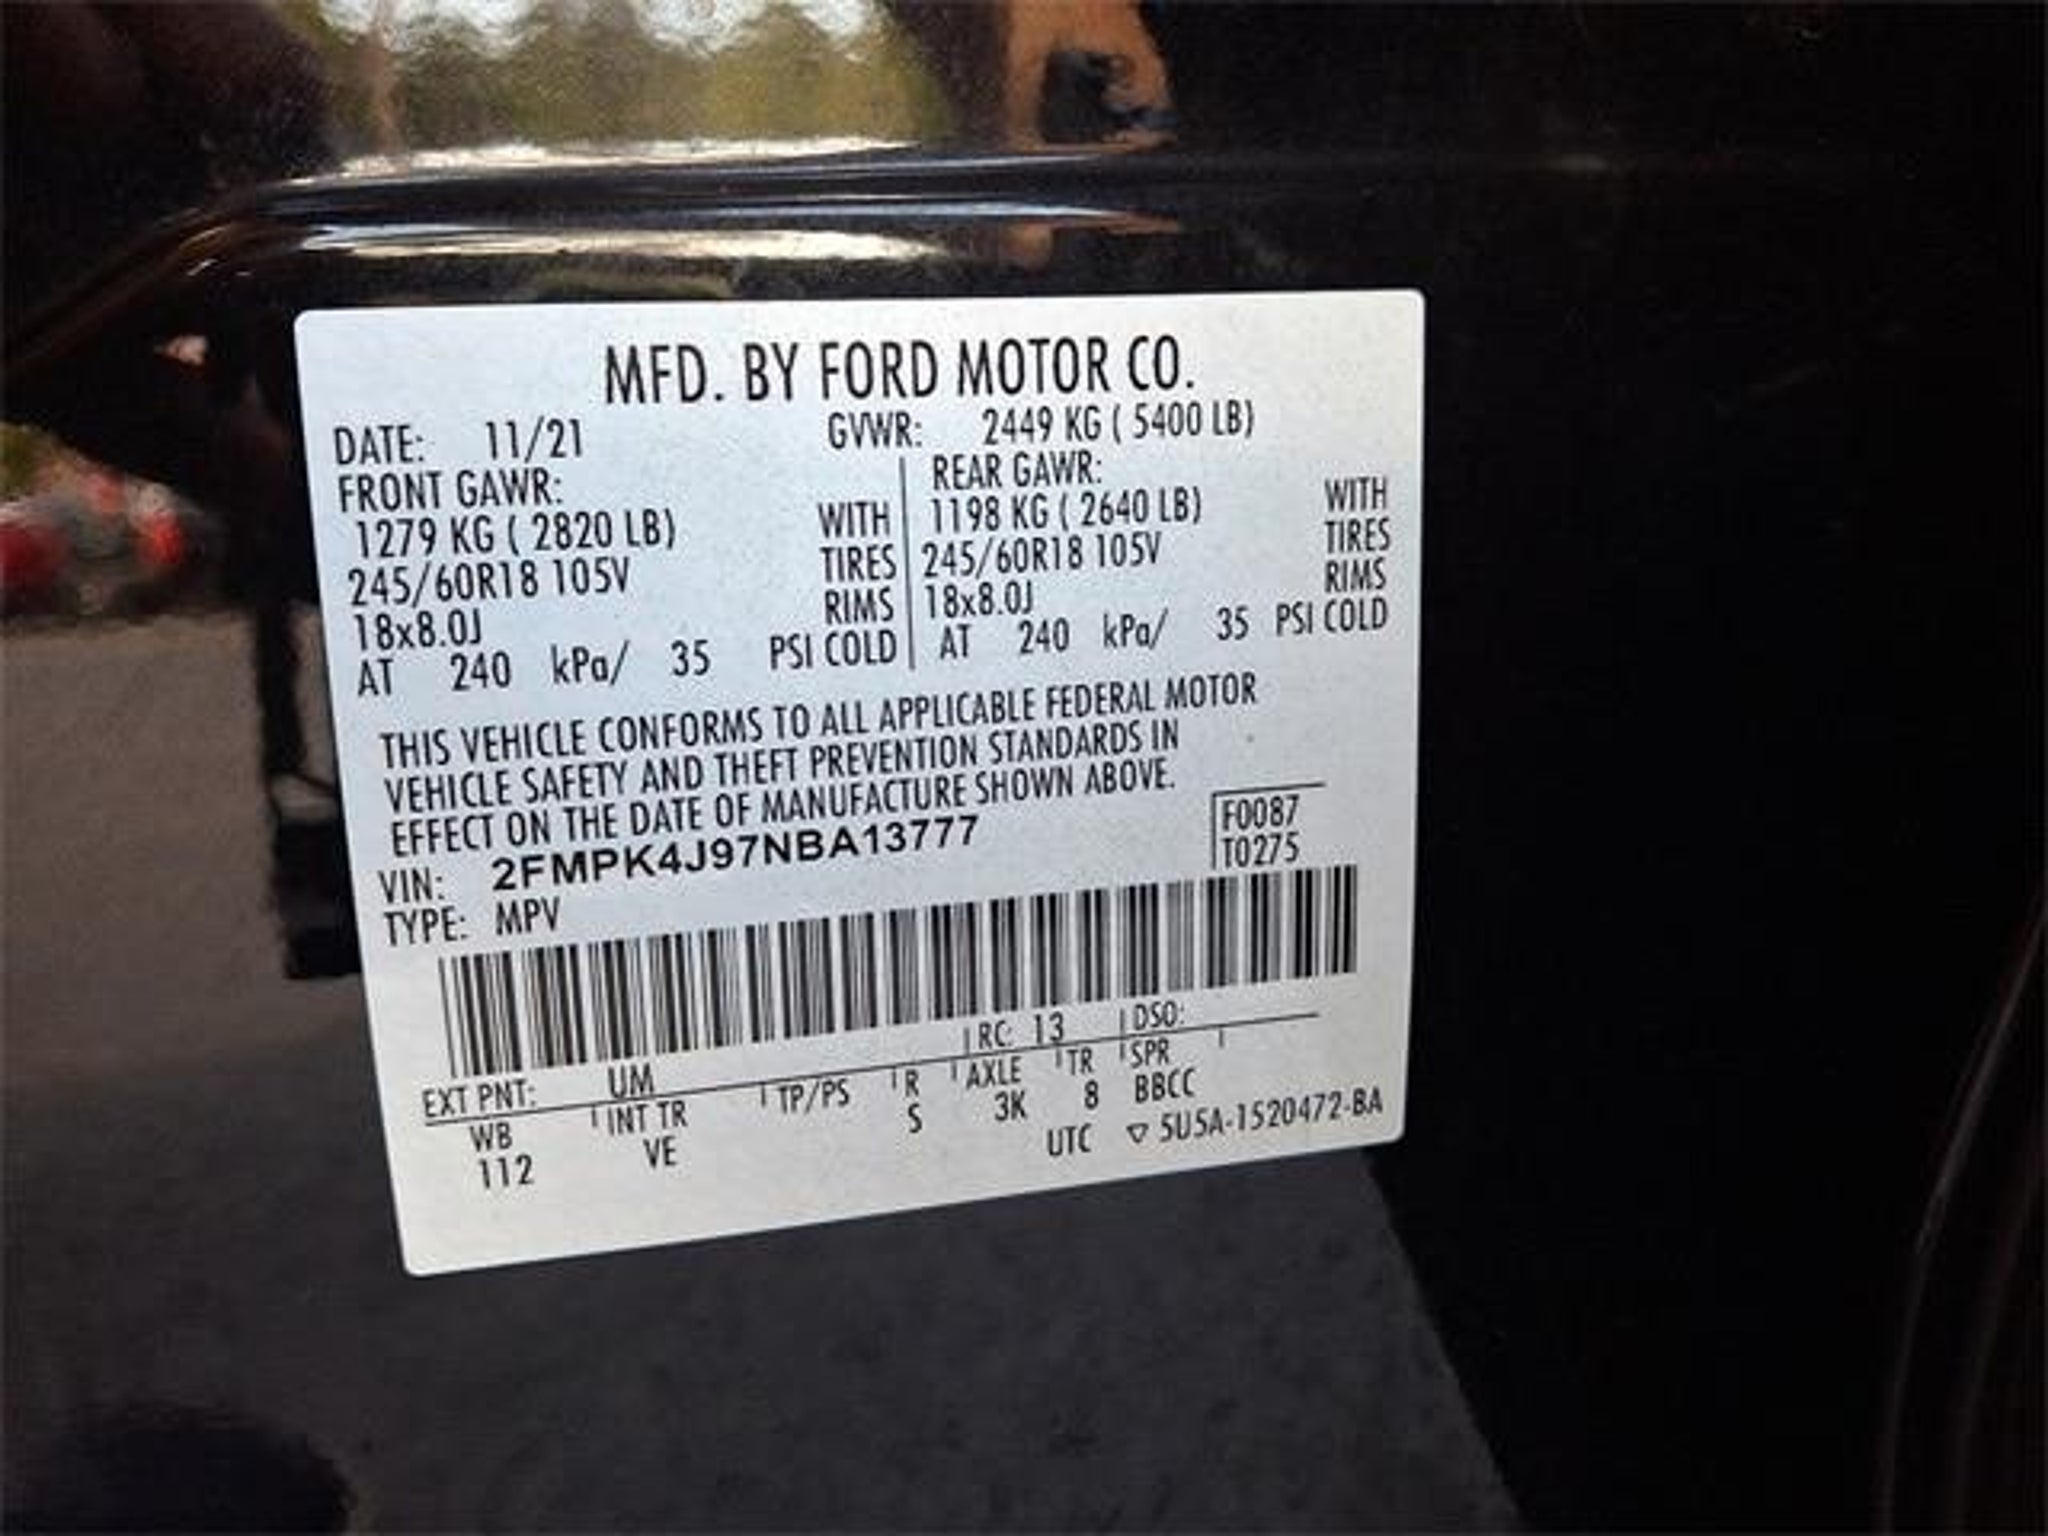 MFD. BY FORD MOTOR CO.
DATE: 11/21 GVWR: 2449 KG ( 5400 LB)
FRONT GAWR: REAR GAWR:
1279 KG ( 2820 LB) WITH 1198 KG ( 2640 LB) WITH
245/60R18 105V TIRES 245/60R18 105V TIRES
18x8.0J RIMS 18x8.0J RIMS
AT 240 kPa/ 35 PSI COLD AT 240 kPa/ 35 PSI COLD
THIS VEHICLE CONFORMS TO ALL APPLICABLE FEDERAL MOTOR
VEHICLE SAFETY AND THEFT PREVENTION STANDARDS IN
EFFECT ON THE DATE OF MANUFACTURE SHOWN ABOVE.
VIN: 2FMPK4J97NBA13777 F0087
TYPE: MPV T0275
EXT PNT: UM RC: 13 DSO:
WB INT TR TP/PS R AXLE TR SPR
112 VE S 3K 8 BBCC
UTC ▽ 5U5A-1520472-BA